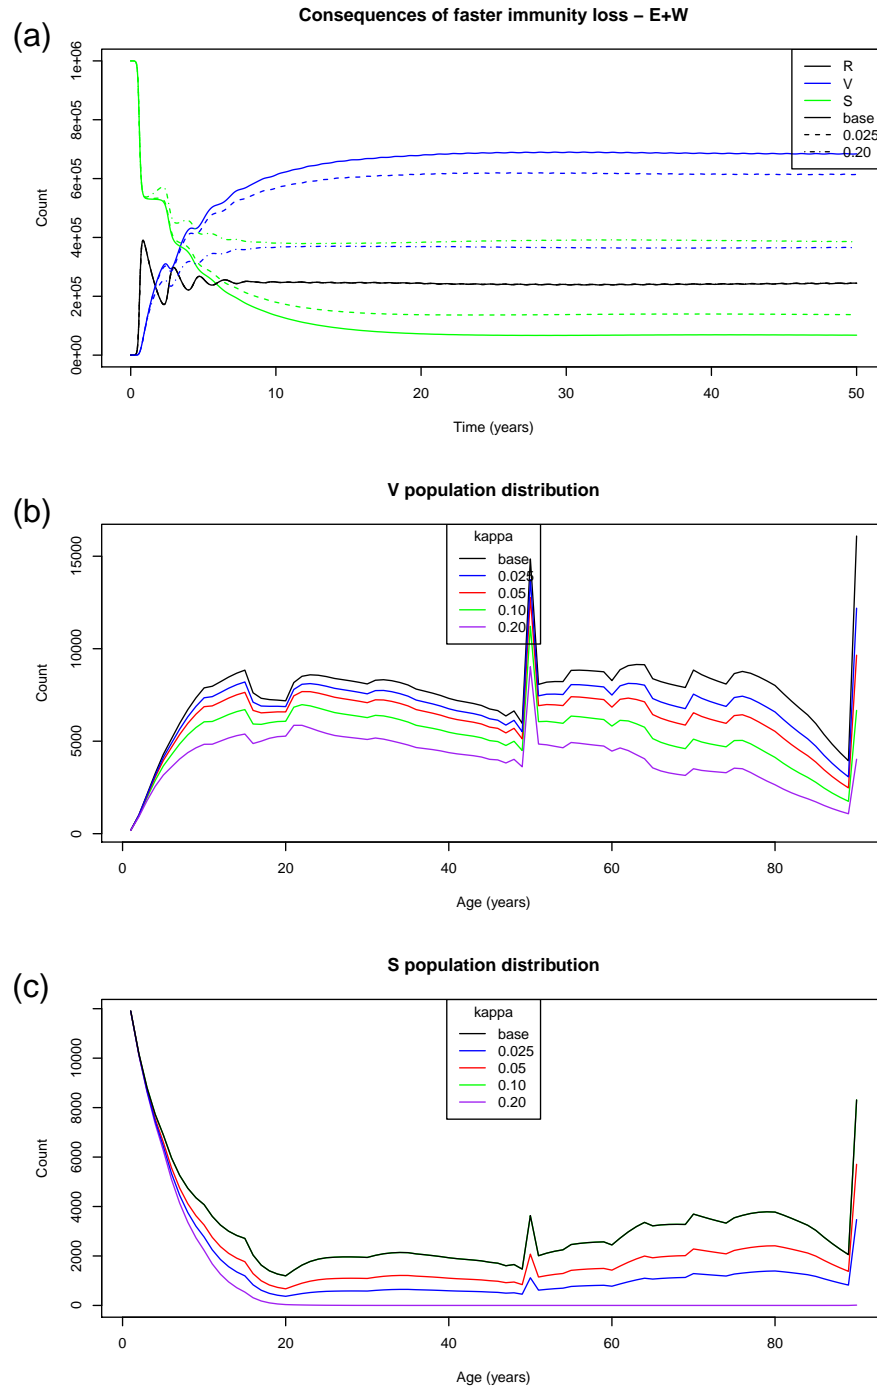 (a)
Consequences of faster immunity loss − E+W
Count
0e+00 2e+05 4e+05 6e+05 8e+05 1e+06
R
V
S
base
0.025
0.20
0 10 20 30 40 50
Time (years)
(b)
V population distribution
Count
0 5000 10000 15000
kappa
base
0.025
0.05
0.10
0.20
0 20 40 60 80
Age (years)
(c)
S population distribution
Count
0 2000 4000 6000 8000 10000
kappa
base
0.025
0.05
0.10
0.20
0 20 40 60 80
Age (years)